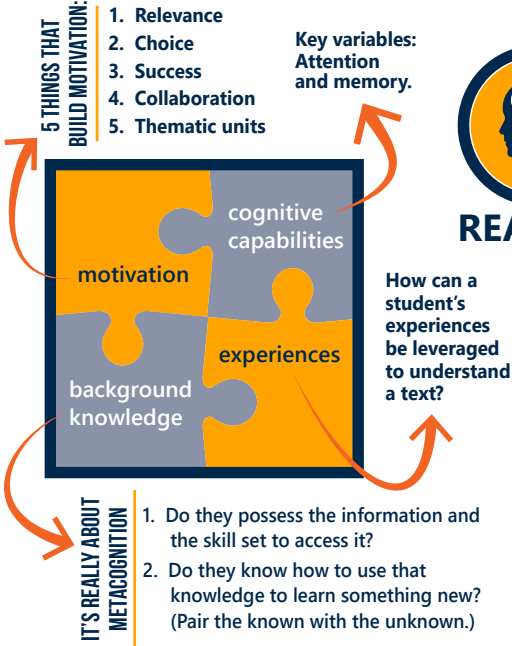 5 THINGS THAT
BUILD MOTIVATION:
1. Relevance
2. Choice
3. Success
4. Collaboration
5. Thematic units
Key variables:
Attention
and memory.
cognitive
capabilities
motivation
experiences
background
knowledge
How can a
student's
experiences
be leveraged
to understand
a text?
IT'S REALLY ABOUT
METACOGNITION
1. Do they possess the information and
the skill set to access it?
2. Do they know how to use that
knowledge to learn something new?
(Pair the known with the unknown.)